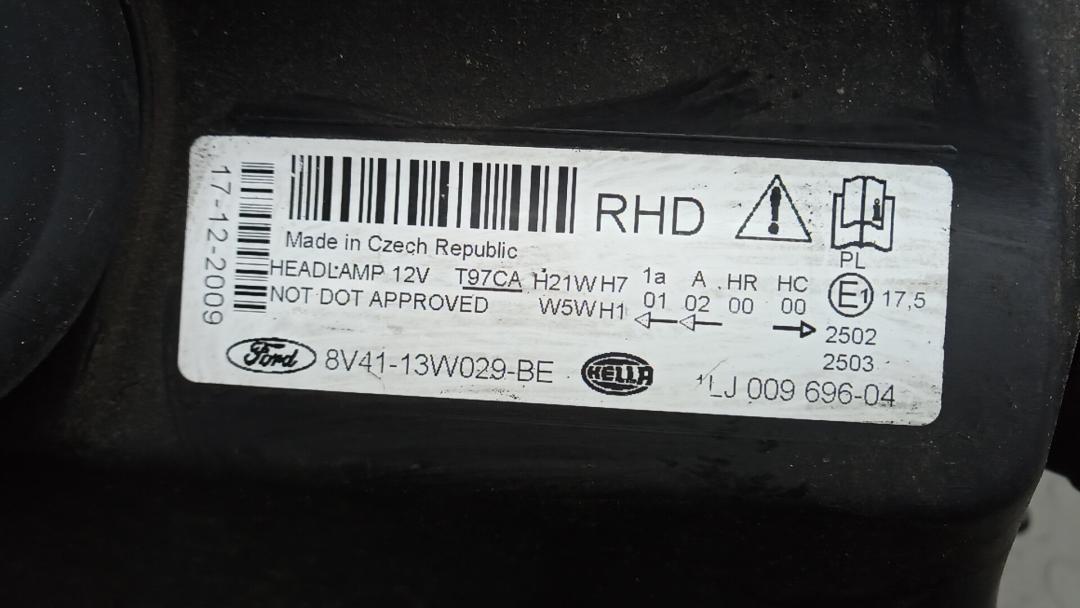 17-12-2009
RHD
Made in Czech Republic
PL
HEADLAMP 12V T97CA H21W H7 1a A HR HC E1 17,5
NOT DOT APPROVED W5W H1 01 02 00 00
2502
2503
Ford 8V41-13W029-BE HELLA 1LJ 009 696-04